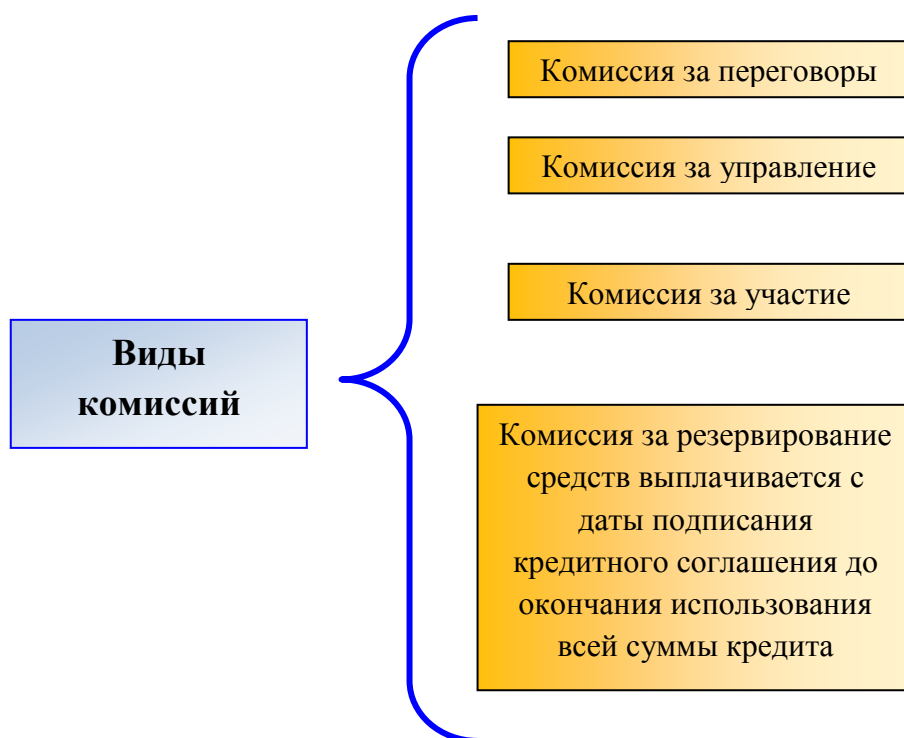 Комиссия за переговоры
Комиссия за управление
Комиссия за участие
Виды
комиссий
Комиссия за резервирование
средств выплачивается с
даты подписания
кредитного соглашения до
окончания использования
всей суммы кредита